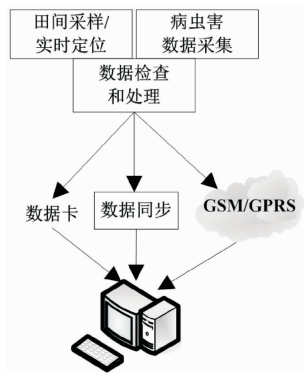 田间采样/
实时定位
病虫害
数据采集
数据检查
和处理
数据卡
数据同步
GSM/GPRS